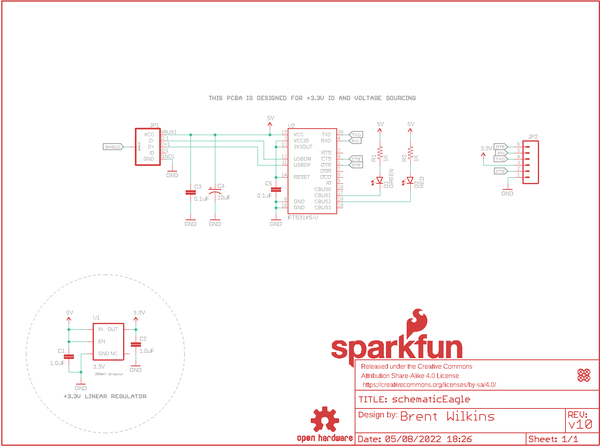 THIS PCBA IS DESIGNED FOR +3.3V IO AND VOLTAGE SOURCING
JP1
VCC
D-
D+
ID
GND
SHIELD
GND
5V
C3
0.1uF
GND
C4
10uF
GND
C5
0.1uF
GND
U2
VCC
VCCIO
3V3OUT
USBDM
USBDP
RESET
GND
GND
TXD
RXD
RTS
CTS
DTR
DSR
DCD
RI
CBUS0
CBUS1
CBUS2
CBUS3
5V
R1
1K
GREEN
5V
R2
1K
RED
GND
JP2
3.3V
GND
5V
U1
3.3V
IN OUT
EN
GND NC
3.3V
C1
1.0uF
C2
1.0uF
GND
GND
+3.3V LINEAR REGULATOR
sparkfun
Released under the Creative Commons
Attribution Share-Alike 4.0 License
https://creativecommons.org/licenses/by-sa/4.0/
TITLE: schematicEagle
Design by: Brent Wilkins
REV:
v10
open hardware
Date: 05/08/2022 18:26
Sheet: 1/1